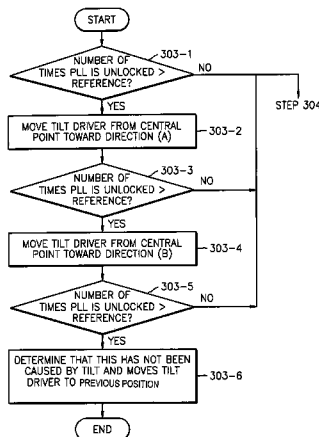 START
303-1
NUMBER OF
TIMES PLL IS UNLOCKED >
REFERENCE?
NO
YES
STEP 304
MOVE TILT DRIVER FROM CENTRAL
POINT TOWARD DIRECTION (A)
303-2
303-3
NUMBER OF
TIMES PLL IS UNLOCKED >
REFERENCE?
NO
YES
MOVE TILT DRIVER FROM CENTRAL
POINT TOWARD DIRECTION (B)
303-4
303-5
NUMBER OF
TIMES PLL IS UNLOCKED >
REFERENCE?
NO
YES
DETERMINE THAT THIS HAS NOT BEEN
CAUSED BY TILT AND MOVES TILT
DRIVER TO PREVIOUS POSITION
303-6
END